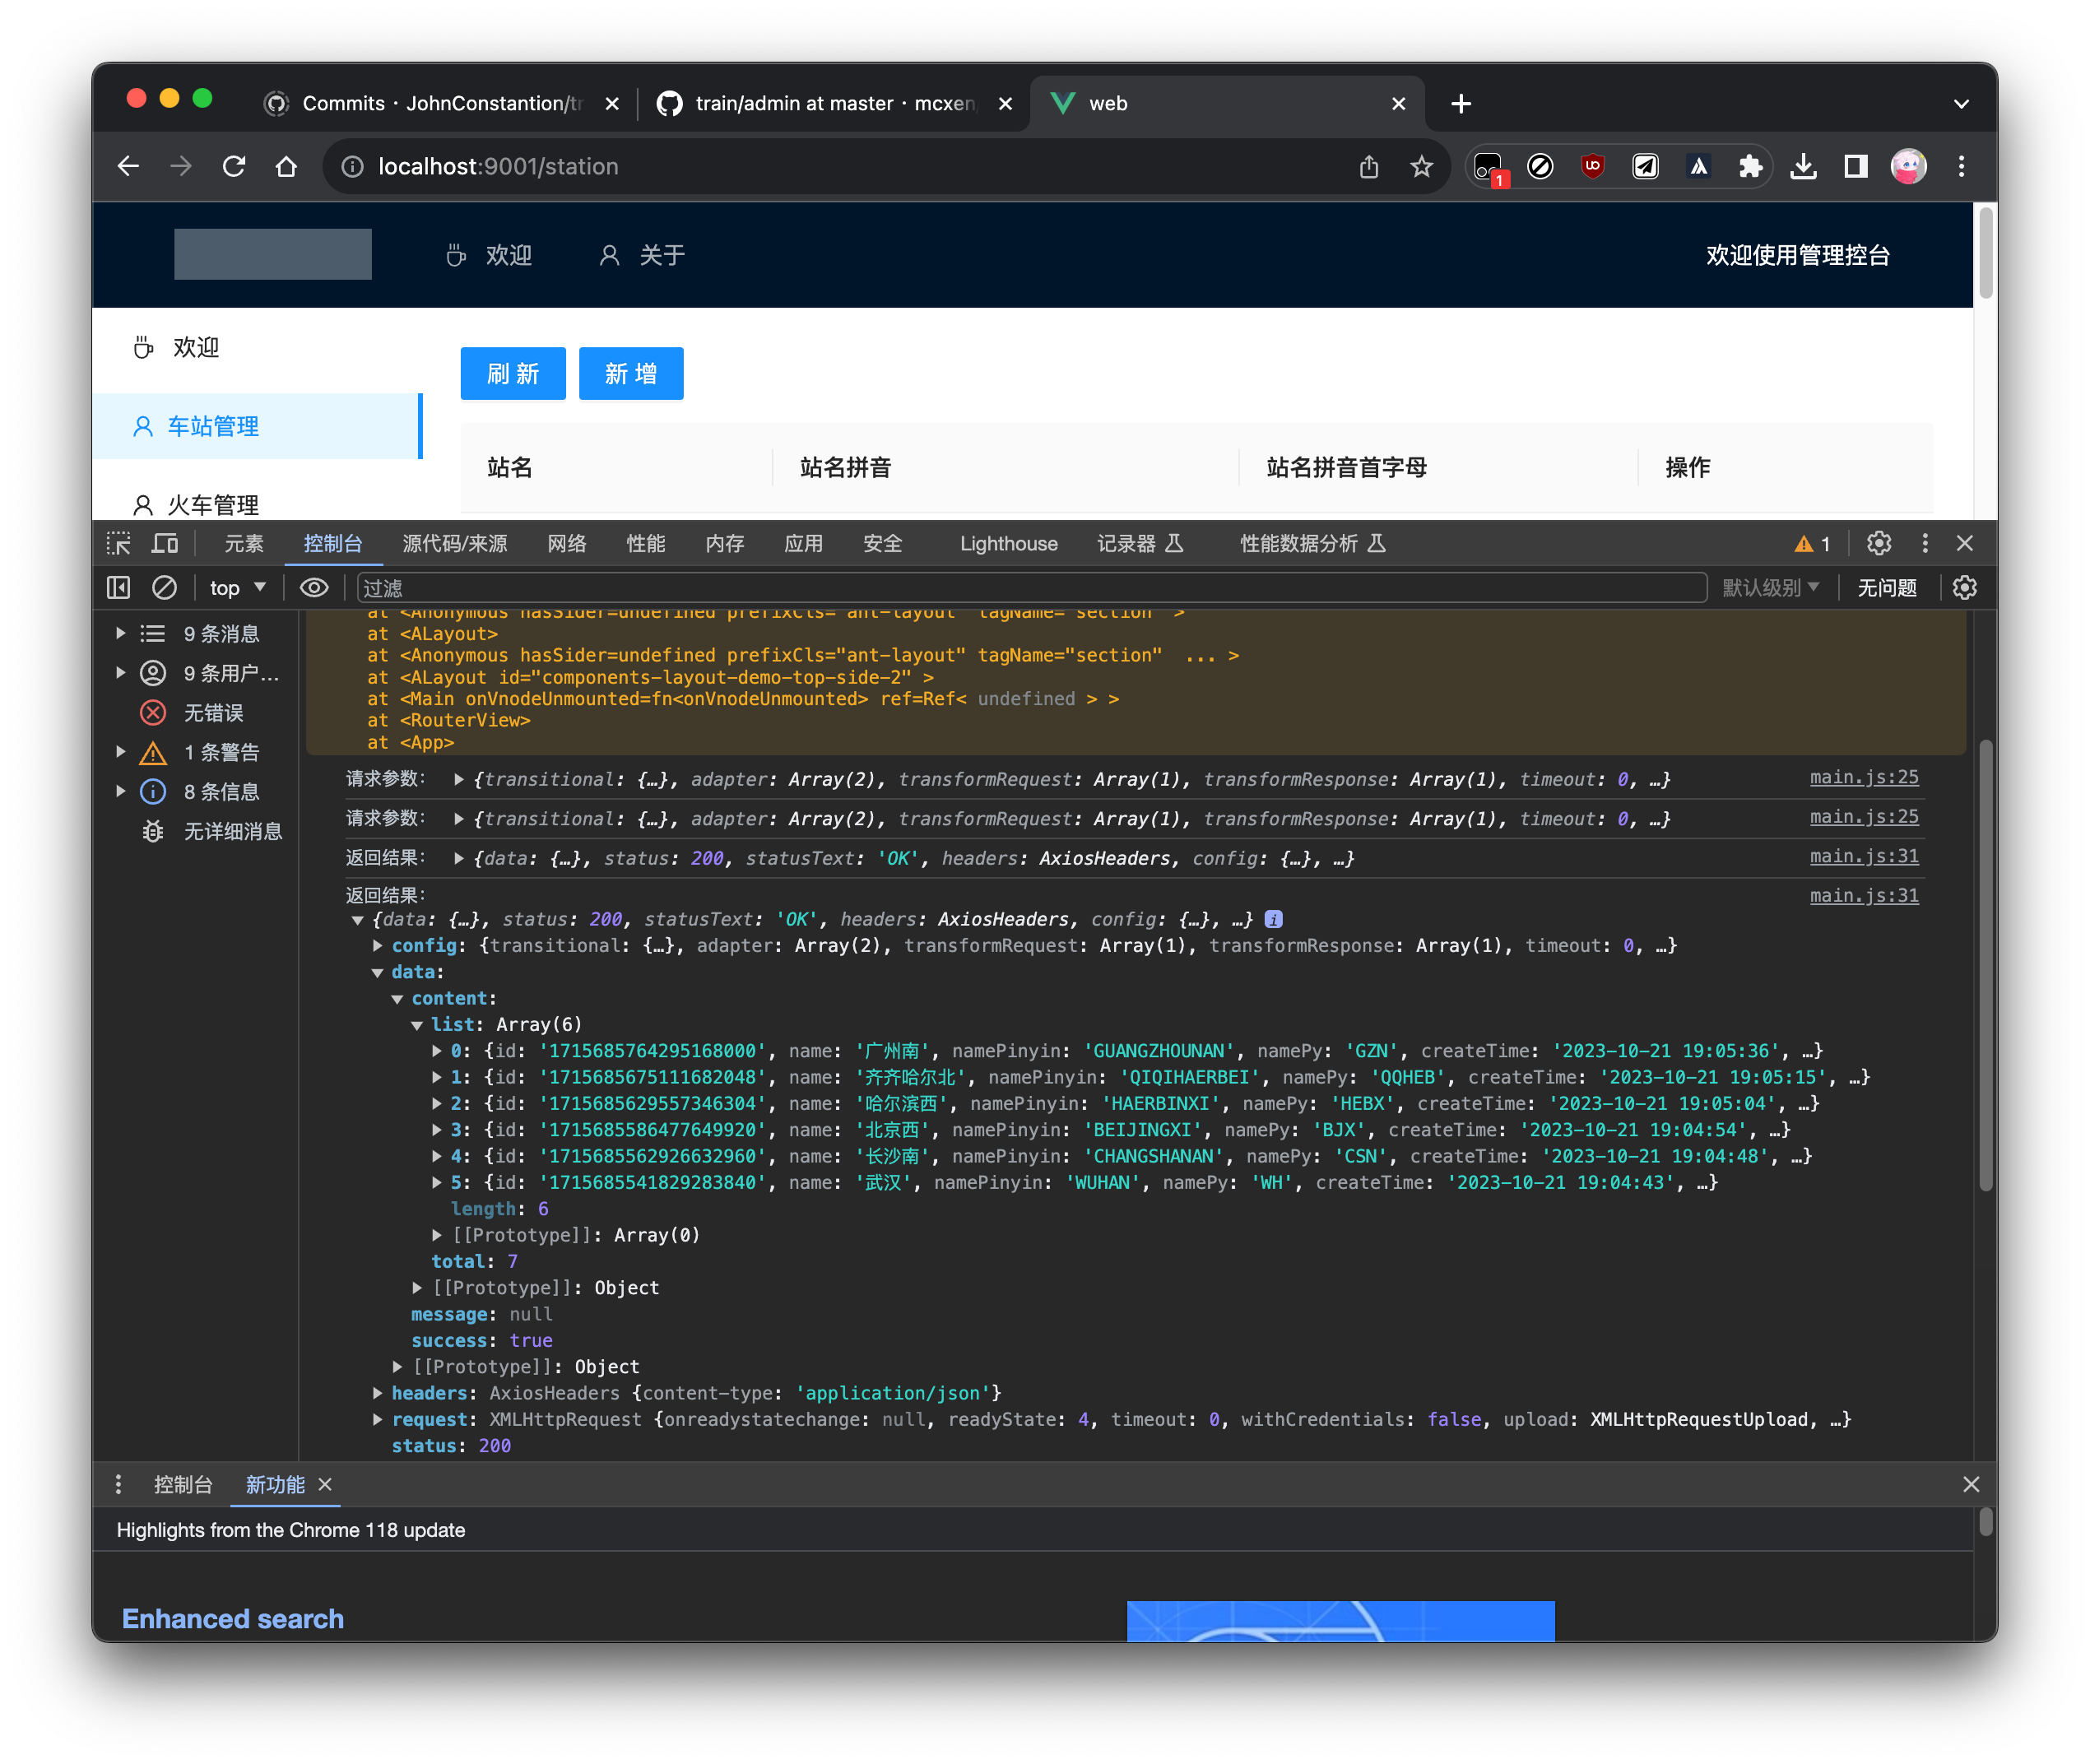 Commits · JohnConstantion/tr
train/admin at master · mcxen
web
localhost:9001/station
1
欢迎
关于
欢迎使用管理控台
欢迎
车站管理
火车管理
刷 新
新 增
站名
站名拼音
站名拼音首字母
操作
元素
控制台
源代码/来源
网络
性能
内存
应用
安全
Lighthouse
记录器
性能数据分析
1
top
过滤
默认级别
无问题
9 条消息
9 条用户...
无错误
1 条警告
8 条信息
无详细消息
at <Anonymous hasSider=undefined prefixCls="ant-layout" tagName="section" >
at <ALayout>
at <Anonymous hasSider=undefined prefixCls="ant-layout" tagName="section"  ... >
at <ALayout id="components-layout-demo-top-side-2" >
at <Main onVnodeUnmounted=fn<onVnodeUnmounted> ref=Ref< undefined > >
at <RouterView>
at <App>
请求参数： {transitional: {…}, adapter: Array(2), transformRequest: Array(1), transformResponse: Array(1), timeout: 0, …} main.js:25
请求参数： {transitional: {…}, adapter: Array(2), transformRequest: Array(1), transformResponse: Array(1), timeout: 0, …} main.js:25
返回结果： {data: {…}, status: 200, statusText: 'OK', headers: AxiosHeaders, config: {…}, …} main.js:31
返回结果： main.js:31
{data: {…}, status: 200, statusText: 'OK', headers: AxiosHeaders, config: {…}, …} i
config: {transitional: {…}, adapter: Array(2), transformRequest: Array(1), transformResponse: Array(1), timeout: 0, …}
data:
content:
list: Array(6)
0: {id: '1715685764295168000', name: '广州南', namePinyin: 'GUANGZHOUNAN', namePy: 'GZN', createTime: '2023-10-21 19:05:36', …}
1: {id: '1715685675111682048', name: '齐齐哈尔北', namePinyin: 'QIQIHAERBEI', namePy: 'QQHEB', createTime: '2023-10-21 19:05:15', …}
2: {id: '1715685629557346304', name: '哈尔滨西', namePinyin: 'HAERBINXI', namePy: 'HEBX', createTime: '2023-10-21 19:05:04', …}
3: {id: '1715685586477649920', name: '北京西', namePinyin: 'BEIJINGXI', namePy: 'BJX', createTime: '2023-10-21 19:04:54', …}
4: {id: '1715685562926632960', name: '长沙南', namePinyin: 'CHANGSHANAN', namePy: 'CSN', createTime: '2023-10-21 19:04:48', …}
5: {id: '1715685541829283840', name: '武汉', namePinyin: 'WUHAN', namePy: 'WH', createTime: '2023-10-21 19:04:43', …}
length: 6
[[Prototype]]: Array(0)
total: 7
[[Prototype]]: Object
message: null
success: true
[[Prototype]]: Object
headers: AxiosHeaders {content-type: 'application/json'}
request: XMLHttpRequest {onreadystatechange: null, readyState: 4, timeout: 0, withCredentials: false, upload: XMLHttpRequestUpload, …}
status: 200
控制台
新功能
Highlights from the Chrome 118 update
Enhanced search